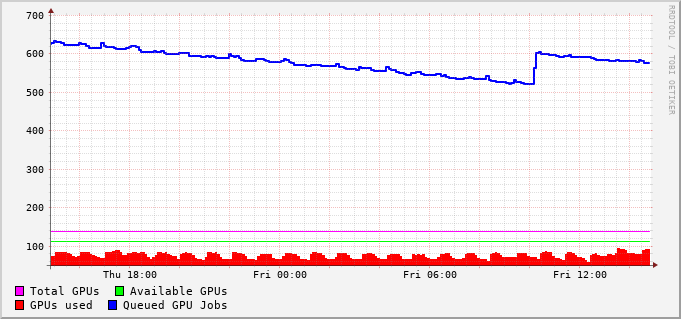 700
600
500
400
300
200
100
Thu 18:00 Fri 00:00 Fri 06:00 Fri 12:00
Total GPUs Available GPUs
GPUs used Queued GPU Jobs
RRDTOOL / TOBI OETIKER